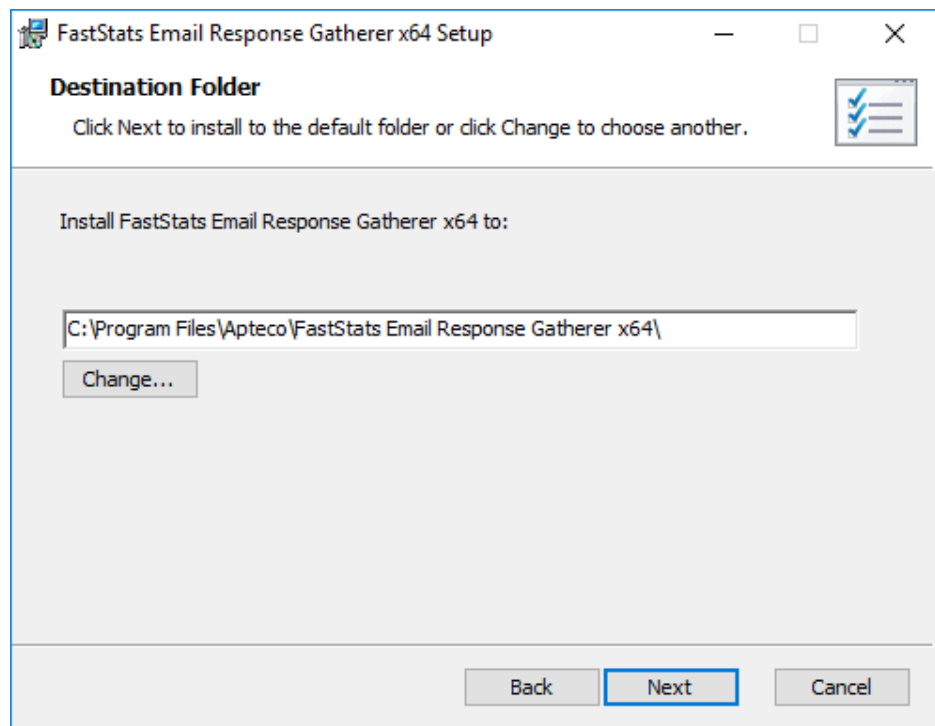 FastStats Email Response Gatherer x64 Setup
Destination Folder
Click Next to install to the default folder or click Change to choose another.
Install FastStats Email Response Gatherer x64 to:
C:\Program Files\Apteco\FastStats Email Response Gatherer x64\
Change...
Back Next Cancel